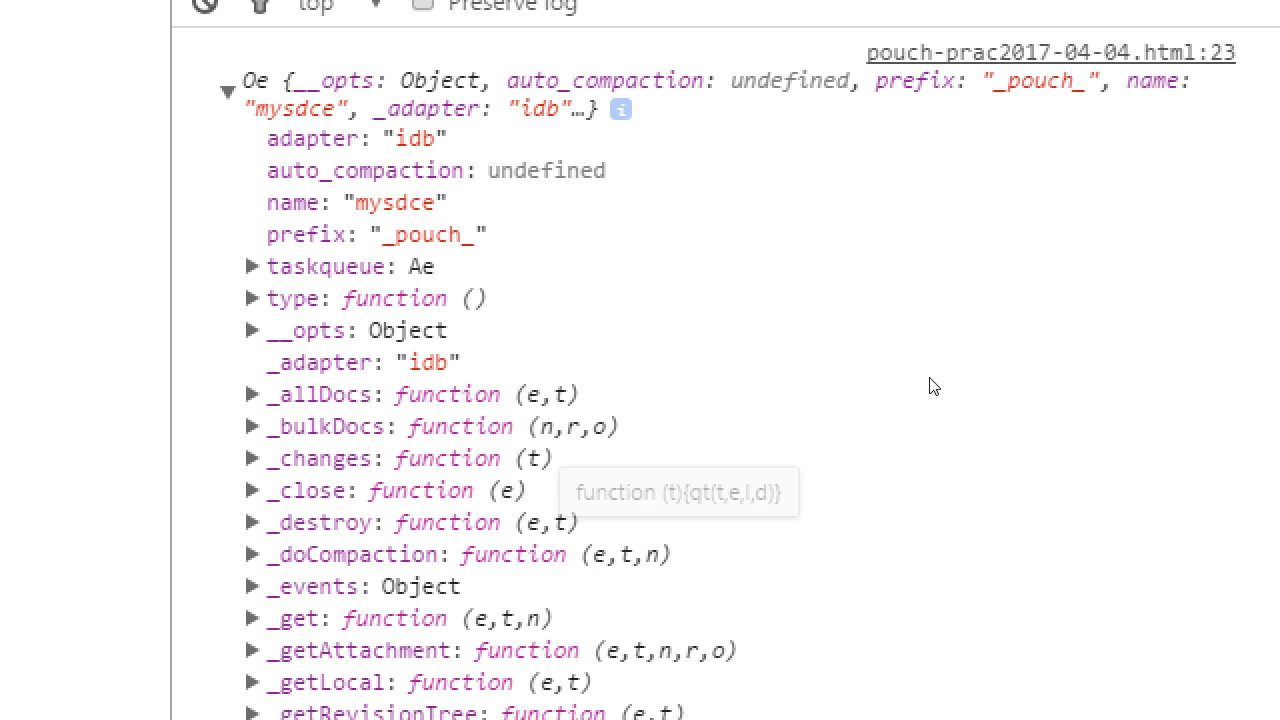 top ▼ Preserve log
pouch-prac2017-04-04.html:23
▼ Oe {__opts: Object, auto_compaction: undefined, prefix: "_pouch_", name:
"mysdce", _adapter: "idb"…} i
adapter: "idb"
auto_compaction: undefined
name: "mysdce"
prefix: "_pouch_"
▶ taskqueue: Ae
▶ type: function ()
▶ __opts: Object
_adapter: "idb"
▶ _allDocs: function (e,t)
▶ _bulkDocs: function (n,r,o)
▶ _changes: function (t)
▶ _close: function (e)
function (t){qt(t,e,l,d)}
▶ _destroy: function (e,t)
▶ _doCompaction: function (e,t,n)
▶ _events: Object
▶ _get: function (e,t,n)
▶ _getAttachment: function (e,t,n,r,o)
▶ _getLocal: function (e,t)
▶ _getRevisionTree: function (e,t)